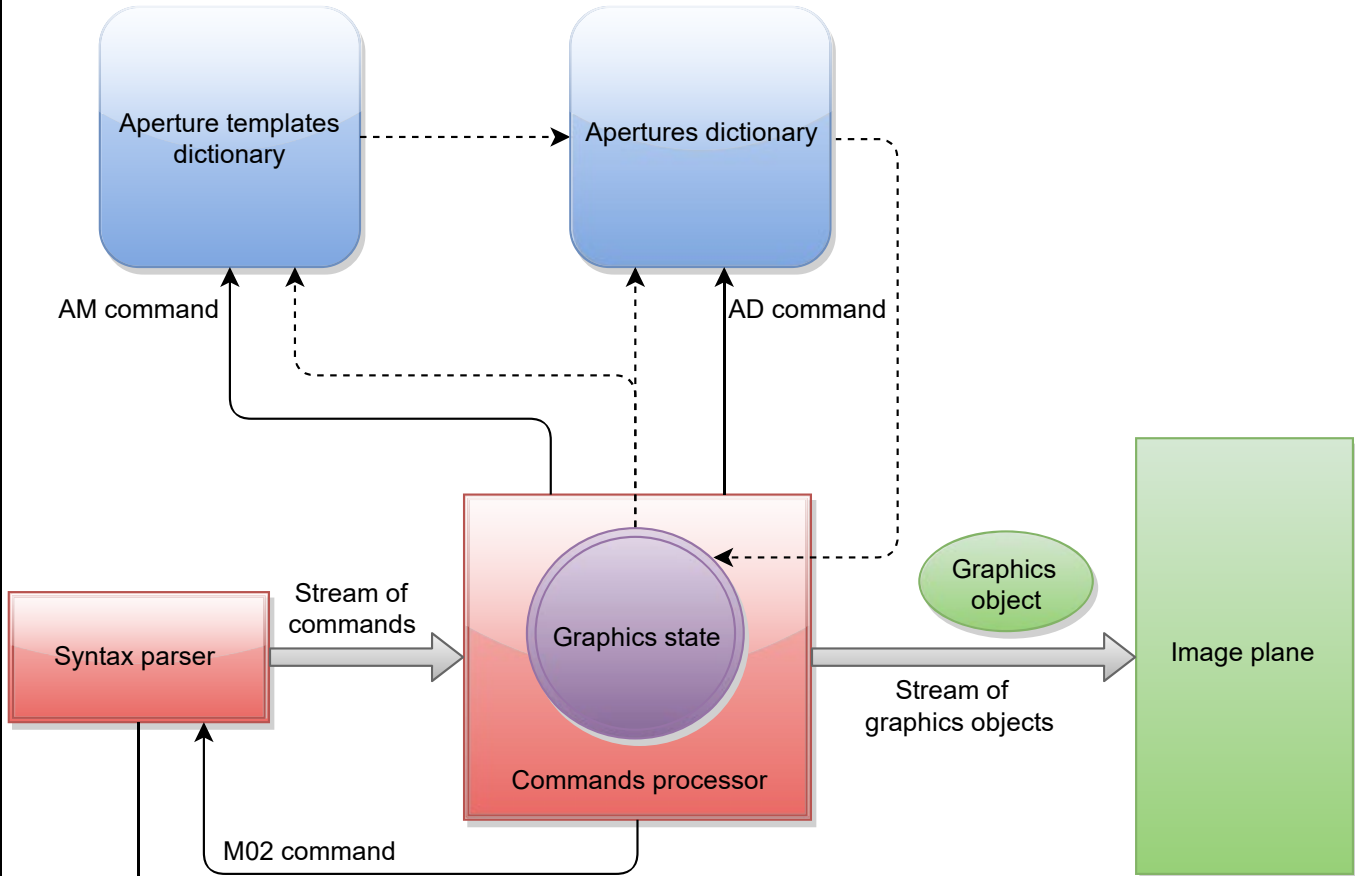 Aperture templates
dictionary
Apertures dictionary
AM command
AD command
Stream of
commands
Syntax parser
Graphics state
Commands processor
M02 command
Graphics
object
Stream of
graphics objects
Image plane